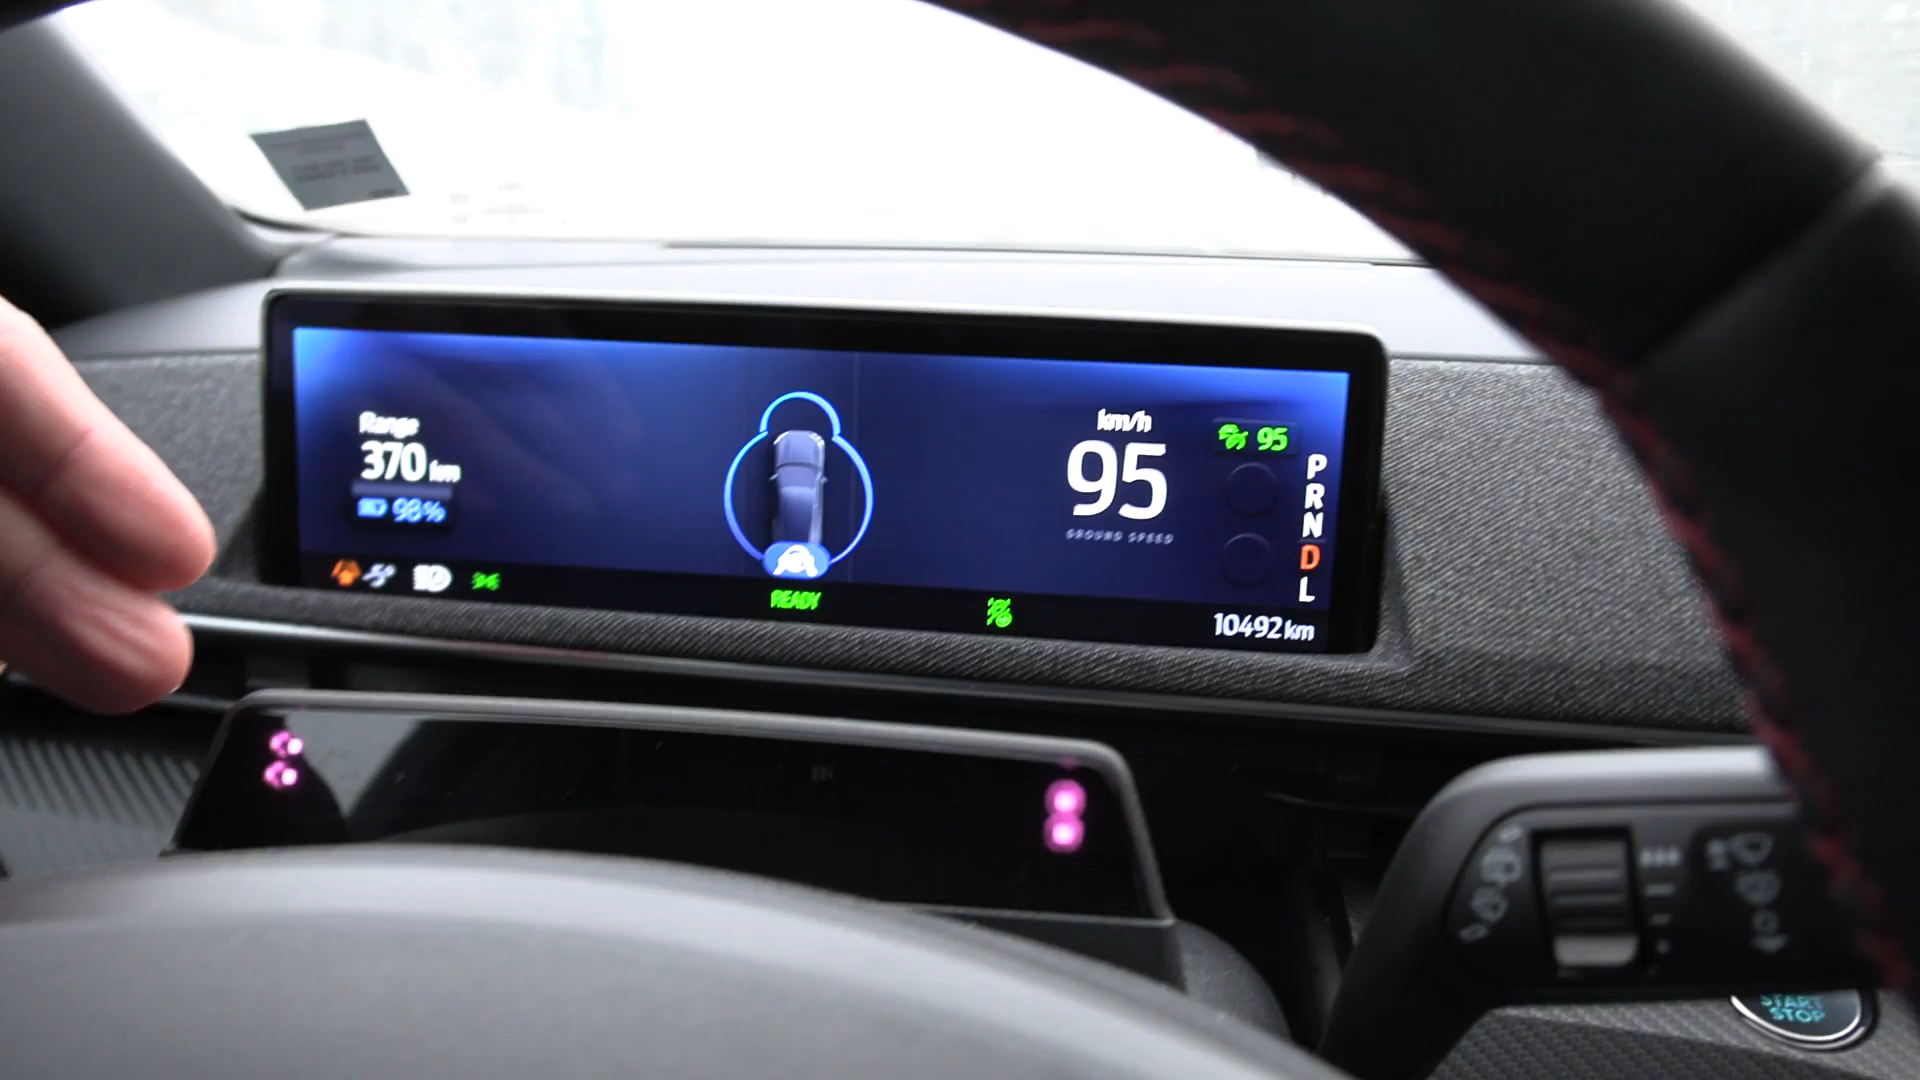 Range
370 km
98%
km/h
95
GROUND SPEED
95
P
R
N
D
L
READY
10492 km
START
STOP